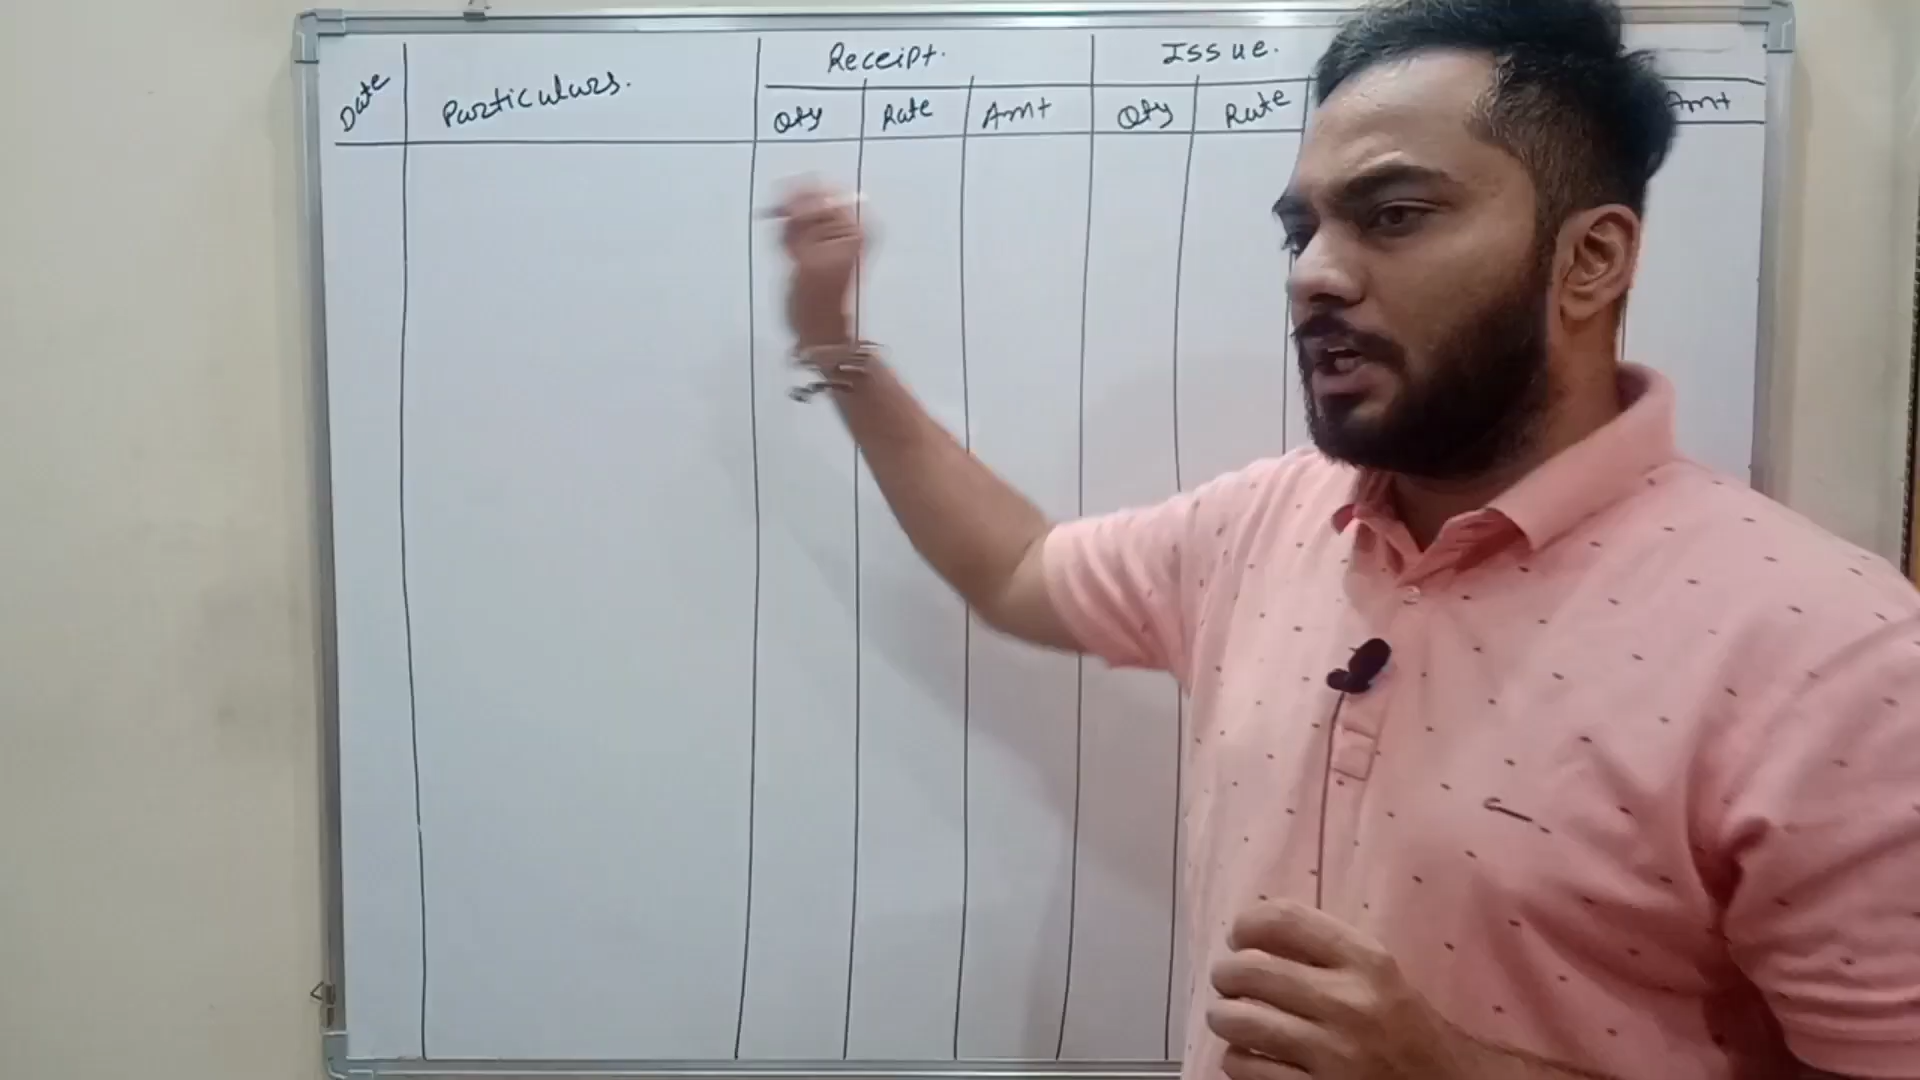 Receipt. Issue.
Date Particulars.
Qty Rate Amt Qty Rate Amt